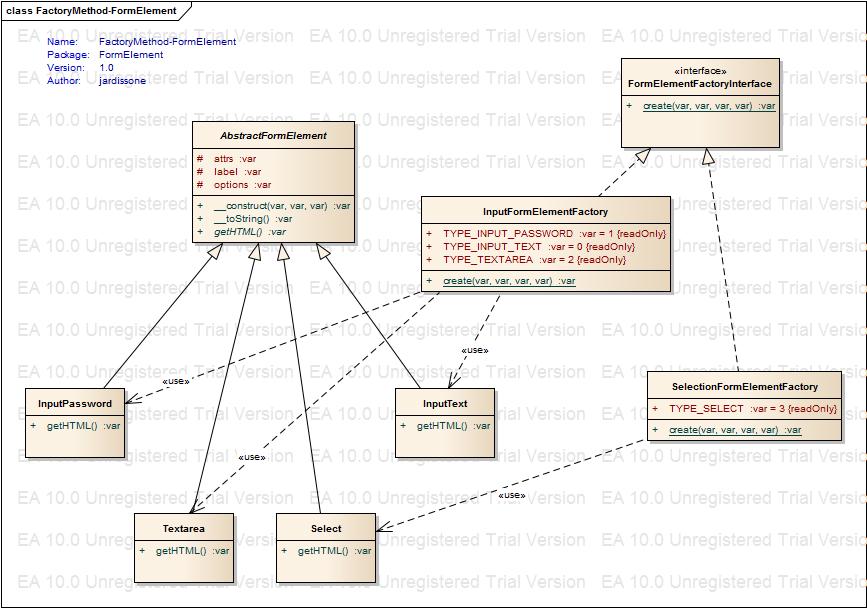 class FactoryMethod-FormElement
Name: FactoryMethod-FormElement
Package: FormElement
Version: 1.0
Author: jardissone
«interface»
FormElementFactoryInterface
+ create(var, var, var, var) :var
AbstractFormElement
# attrs :var
# label :var
# options :var
+ __construct(var, var, var) :var
+ __toString() :var
+ getHTML() :var
InputFormElementFactory
+ TYPE_INPUT_PASSWORD :var = 1 {readOnly}
+ TYPE_INPUT_TEXT :var = 0 {readOnly}
+ TYPE_TEXTAREA :var = 2 {readOnly}
+ create(var, var, var, var) :var
«use»
«use»
«use»
«use»
InputPassword
+ getHTML() :var
InputText
+ getHTML() :var
SelectionFormElementFactory
+ TYPE_SELECT :var = 3 {readOnly}
+ create(var, var, var, var) :var
Textarea
+ getHTML() :var
Select
+ getHTML() :var
EA 10.0 Unregistered Trial Version